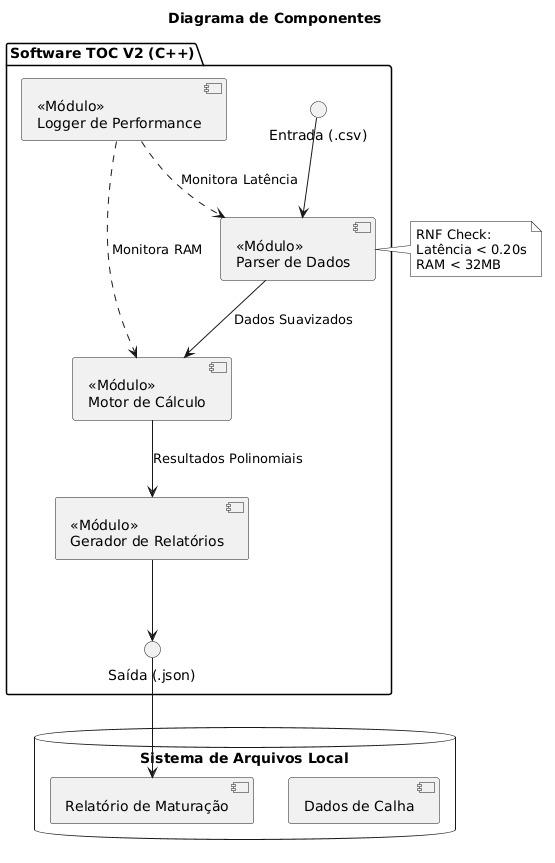 Diagrama de Componentes
Software TOC V2 (C++)
«Módulo»
Logger de Performance
Entrada (.csv)
Monitora Latência
RNF Check:
Latência < 0.20s
RAM < 32MB
Monitora RAM
«Módulo»
Parser de Dados
Dados Suavizados
«Módulo»
Motor de Cálculo
Resultados Polinomiais
«Módulo»
Gerador de Relatórios
Saída (.json)
Sistema de Arquivos Local
Relatório de Maturação
Dados de Calha